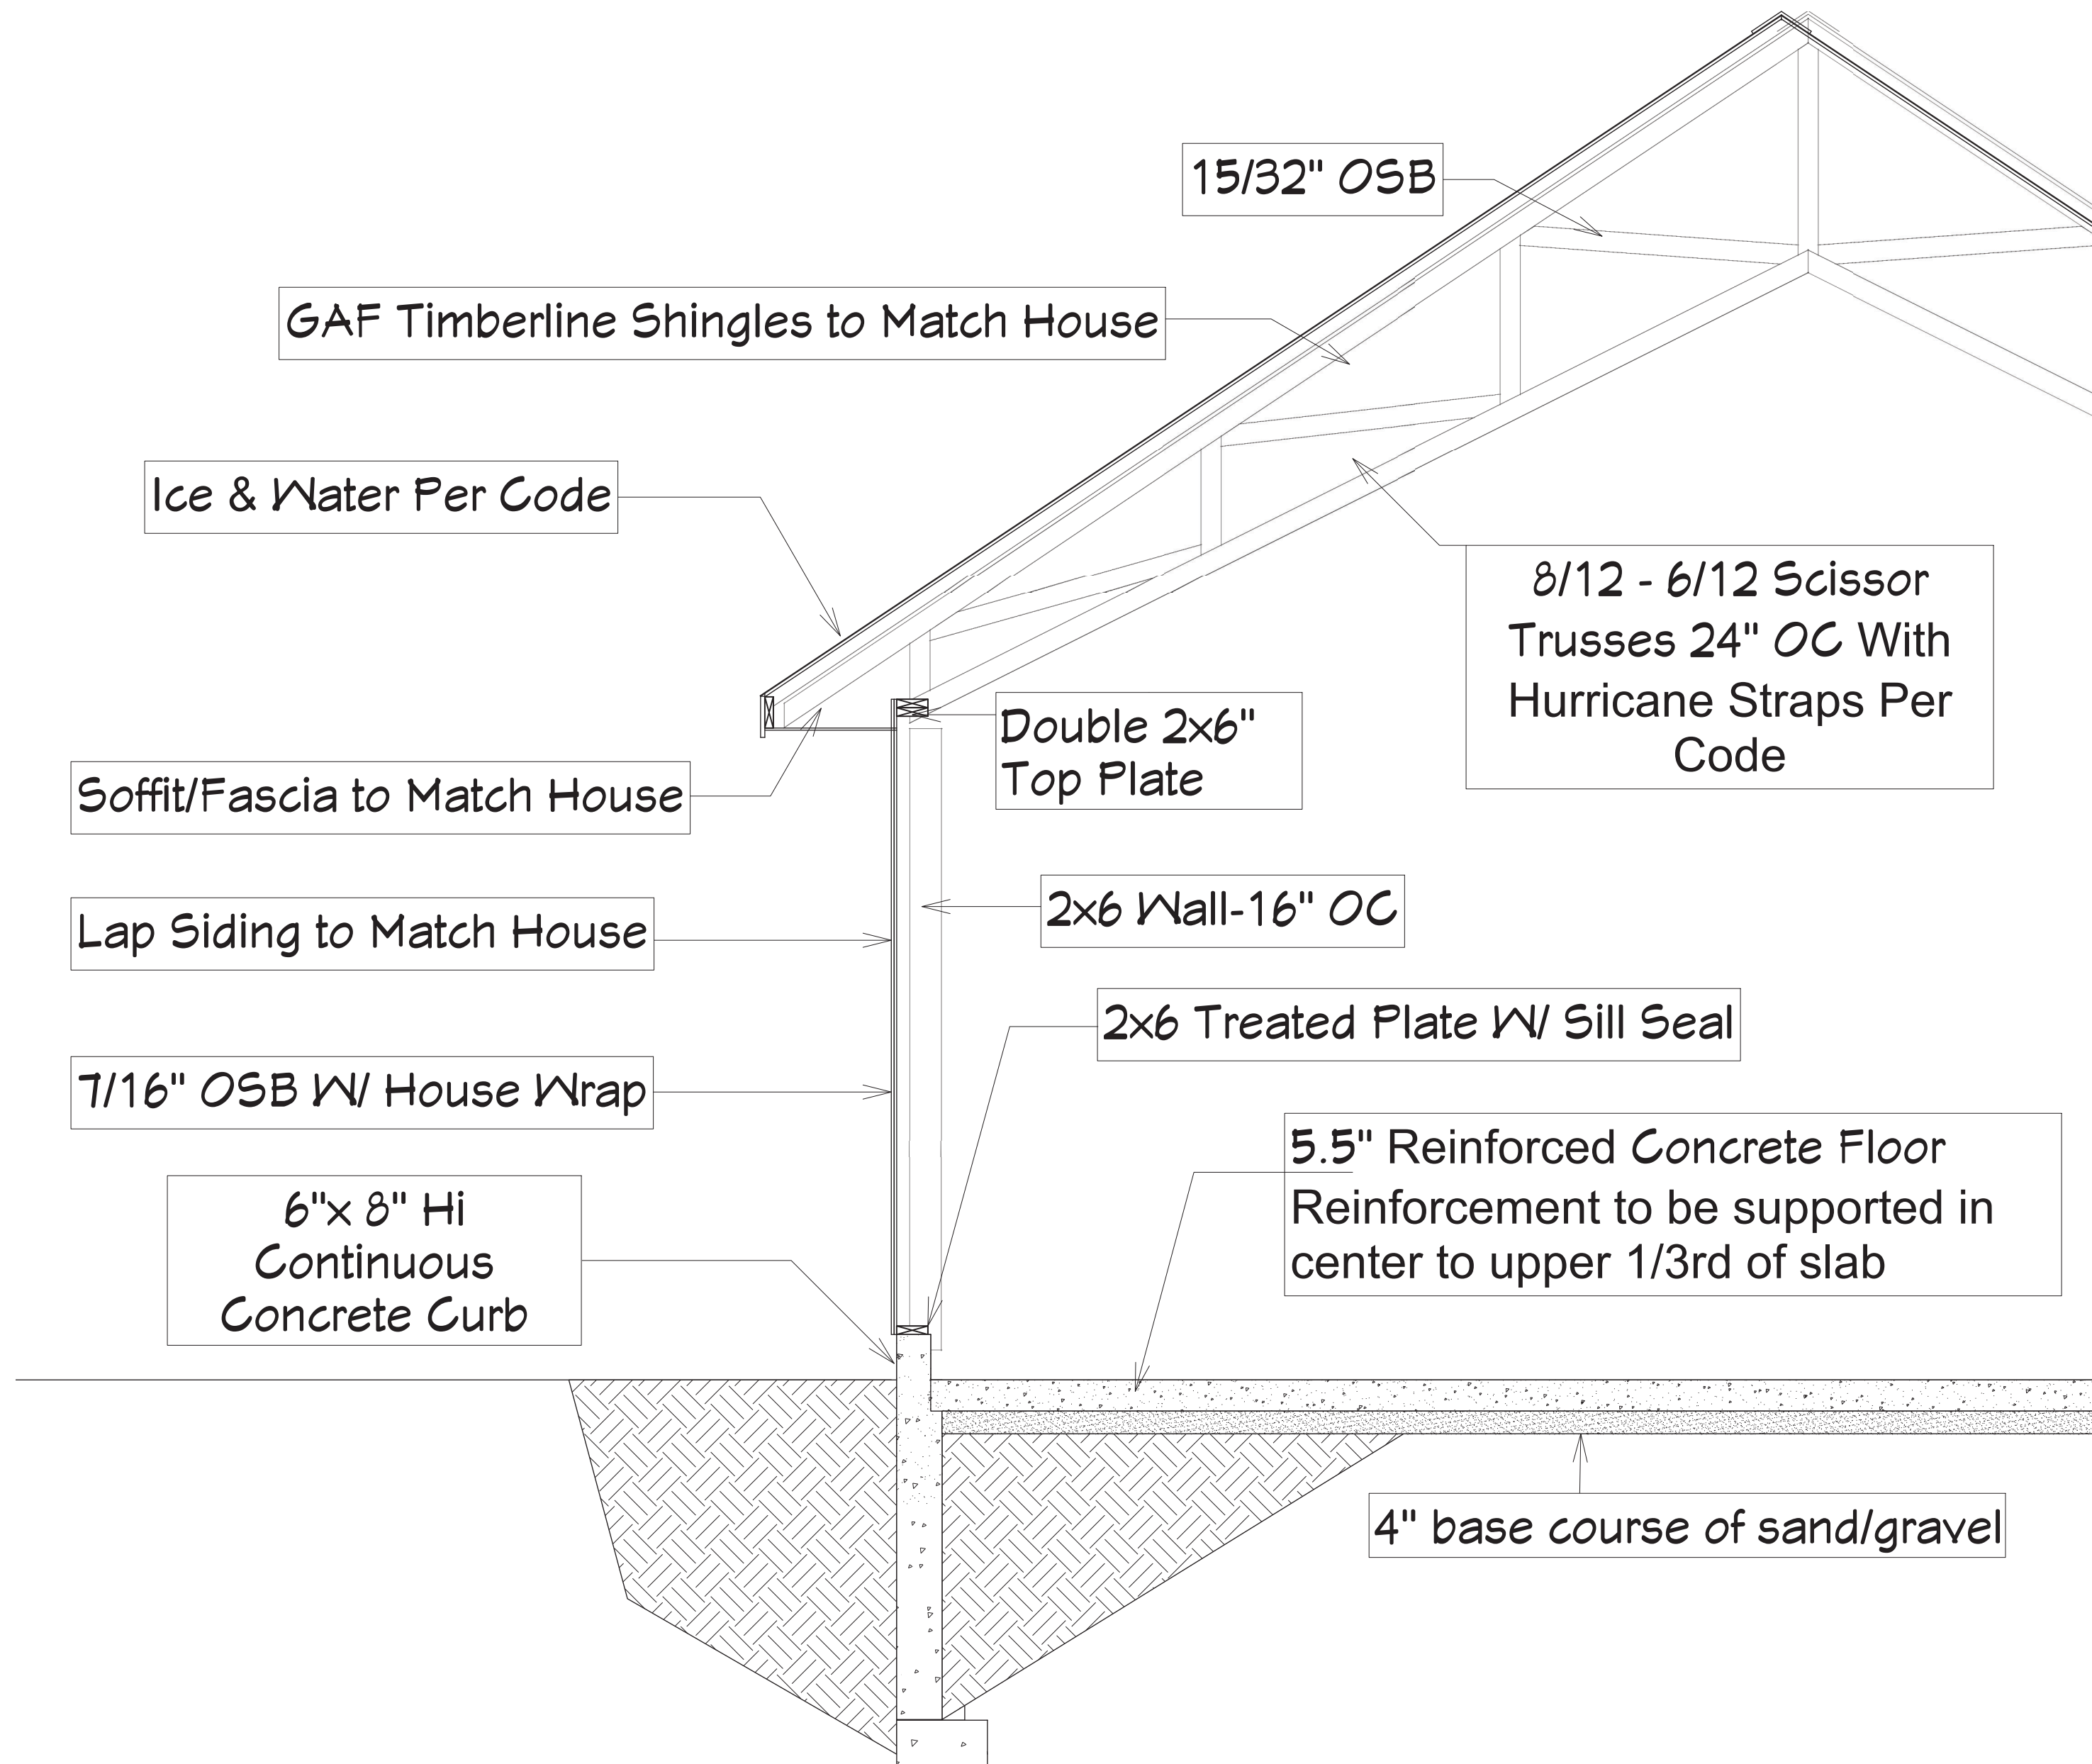 15/32" OSB
GAF Timberline Shingles to Match House
Ice & Water Per Code
8/12 - 6/12 Scissor
Trusses 24" OC With
Hurricane Straps Per
Code
Double 2x6"
Top Plate
Soffit/Fascia to Match House
2x6 Wall-16" OC
Lap Siding to Match House
2x6 Treated Plate W/ Sill Seal
7/16" OSB W/ House Wrap
5.5" Reinforced Concrete Floor
Reinforcement to be supported in
center to upper 1/3rd of slab
6"x 8" Hi
Continuous
Concrete Curb
4" base course of sand/gravel